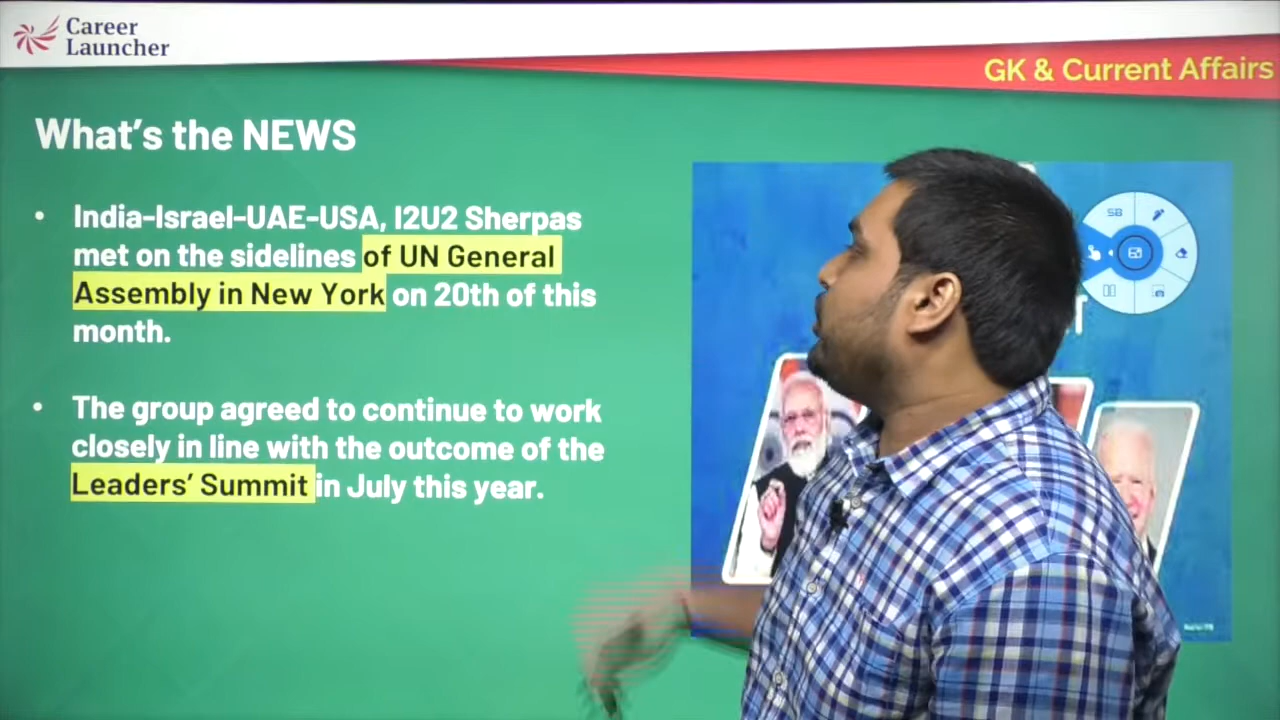 Career
Launcher
GK & Current Affairs
What's the NEWS
• India-Israel-UAE-USA, I2U2 Sherpas
met on the sidelines of UN General
Assembly in New York on 20th of this
month.
• The group agreed to continue to work
closely in line with the outcome of the
Leaders' Summit in July this year.